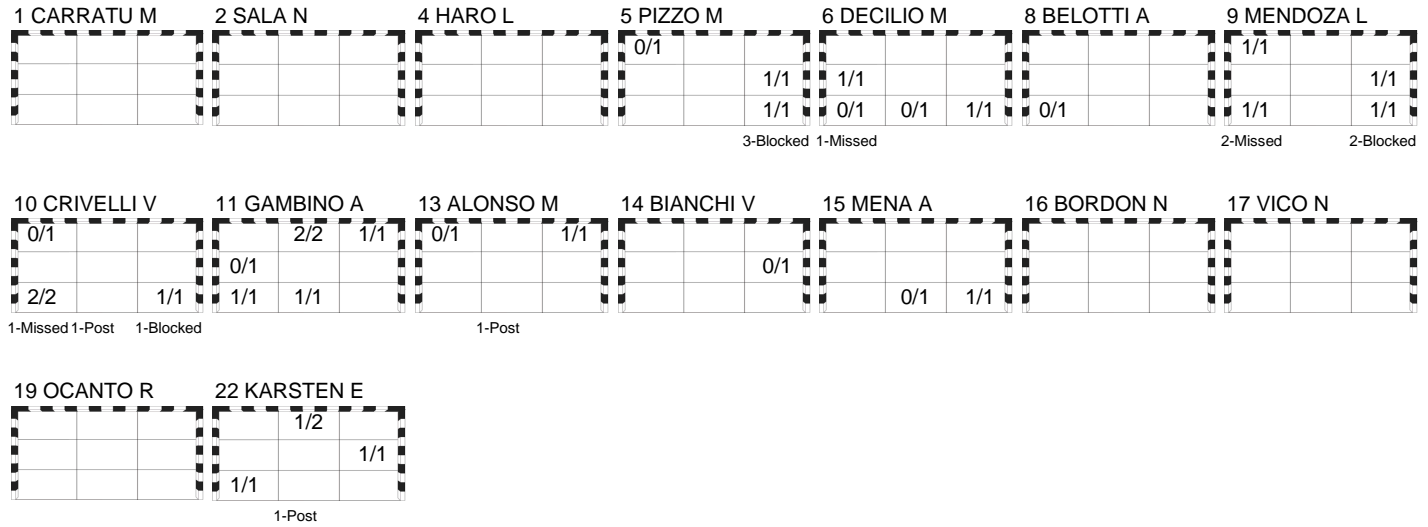 1 CARRATU M 2 SALA N 4 HARO L 5 PIZZO M 6 DECILIO M 8 BELOTTI A 9 MENDOZA L
0/1 1/1
1/1 1/1 1/1
1/1 0/1 0/1 1/1 0/1 1/1 1/1
3-Blocked 1-Missed 2-Missed 2-Blocked
10 CRIVELLI V 11 GAMBINO A 13 ALONSO M 14 BIANCHI V 15 MENA A 16 BORDON N 17 VICO N
0/1 2/2 1/1 0/1 1/1
0/1 0/1
2/2 1/1 1/1 1/1 0/1 1/1
1-Missed 1-Post 1-Blocked 1-Post
19 OCANTO R 22 KARSTEN E
1/2
1/1
1/1
1-Post